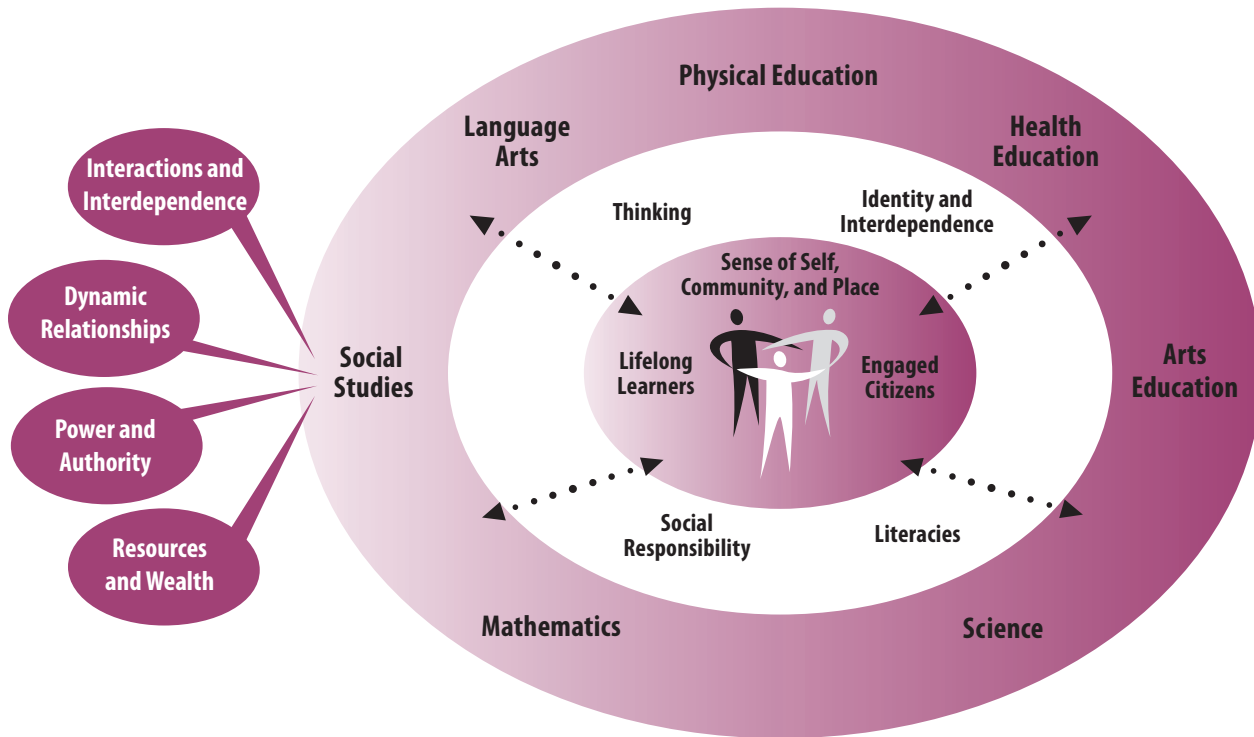 Physical Education
Language
Arts
Health
Education
Interactions and
Interdependence
Thinking
Identity and
Interdependence
Sense of Self,
Community, and Place
Dynamic
Relationships
Social
Studies
Lifelong
Learners
Engaged
Citizens
Arts
Education
Power and
Authority
Social
Responsibility
Literacies
Resources
and Wealth
Mathematics
Science